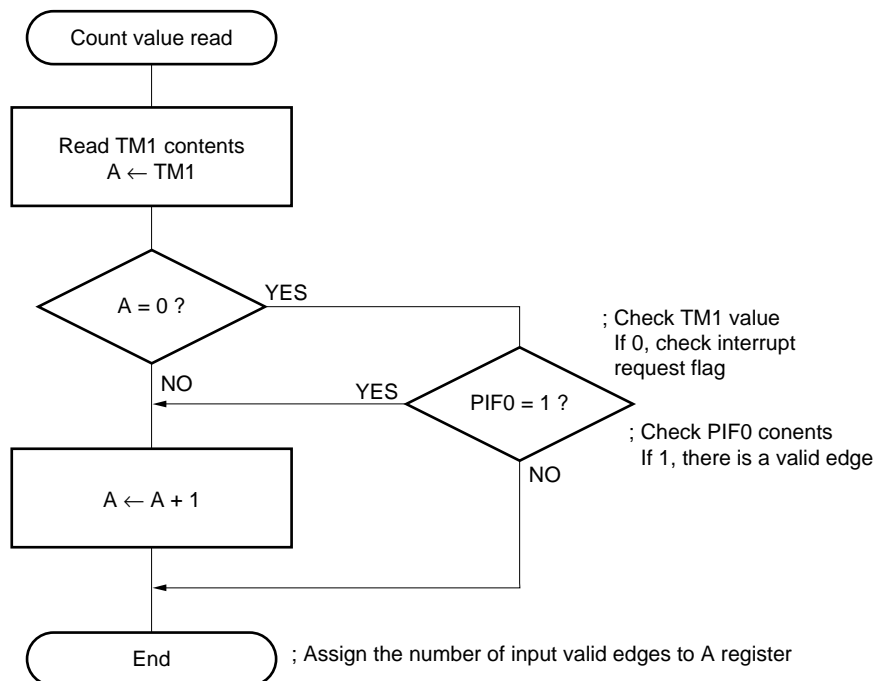 Count value read
Read TM1 contents
A ← TM1
A = 0 ?
YES
; Check TM1 value
If 0, check interrupt
request flag
NO
YES
PIF0 = 1 ?
; Check PIF0 conents
If 1, there is a valid edge
NO
A ← A + 1
End
; Assign the number of input valid edges to A register